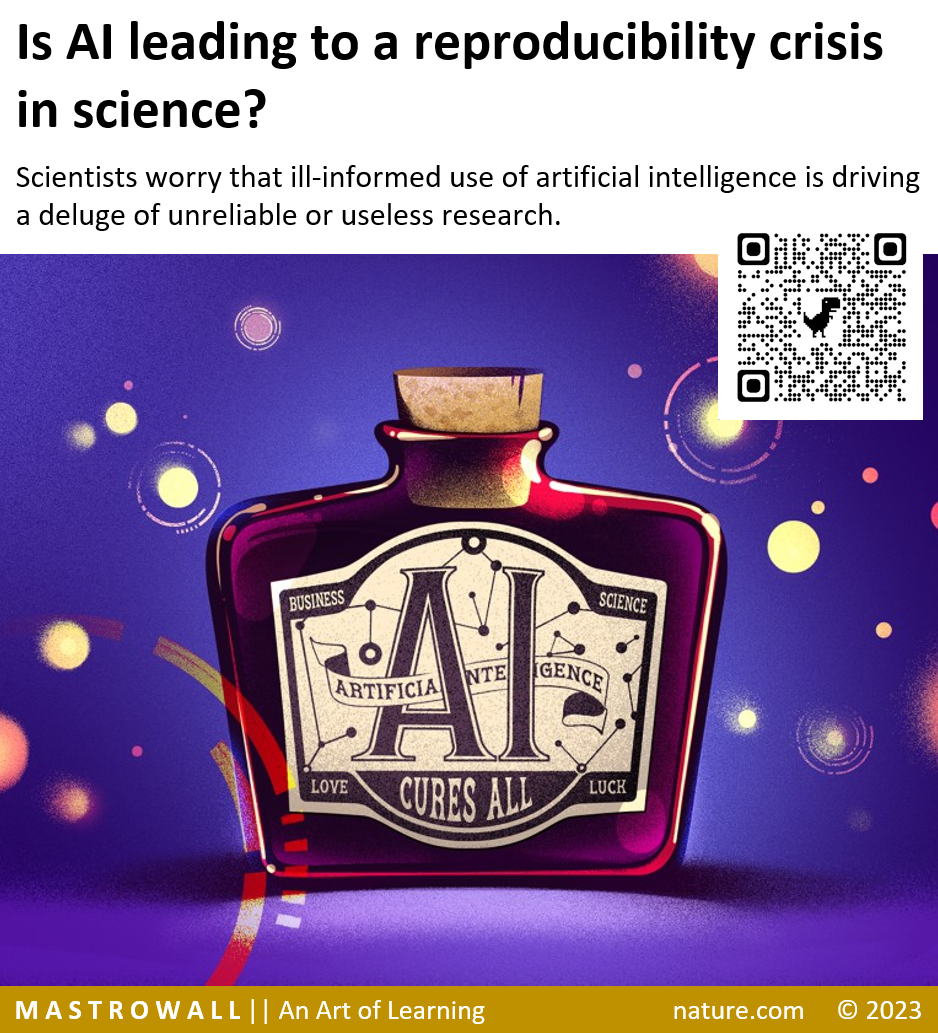 Is AI leading to a reproducibility crisis
in science?
Scientists worry that ill-informed use of artificial intelligence is driving
a deluge of unreliable or useless research.
BUSINESS
SCIENCE
AI
ARTIFICIA INTE IGENCE
LOVE
CURES ALL
LUCK
MASTROWALL|| An Art of Learning
nature.com © 2023